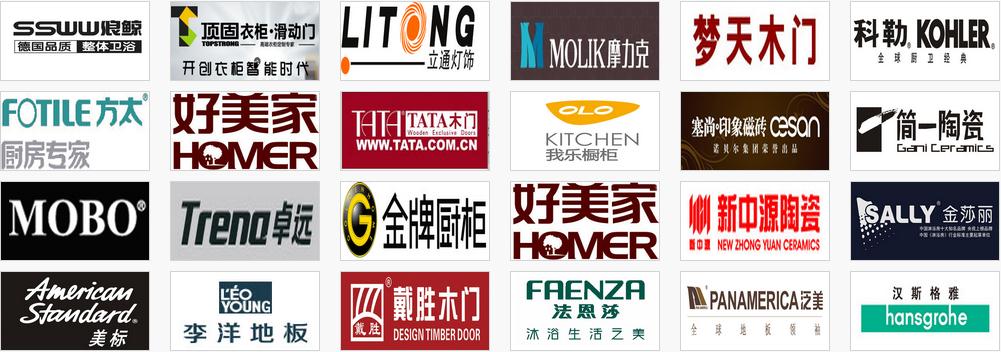 SSWW浪鲸
德国品质 整体卫浴
顶固衣柜·滑动门
TOPSTRONG
开创衣柜智能时代
LITONG
立通灯饰
MOLIK摩力克
梦天木门
科勒® KOHLER®
全球厨卫经典
FOTILE方太®
厨房专家
好美家
HOMER
TATA TATA木门
Wooden Exclusive Doors
WWW.TATA.COM.CN
OLO
KITCHEN
我乐橱柜
塞尚·印象磁砖 cesan
诺贝尔集团荣誉出品
简一陶瓷
Gani Ceramics
MOBO®
Trena卓远
G 金牌厨柜
好美家
HOMER
新中源陶瓷
新中源 NEW ZHONG YUAN CERAMICS
SALLY® 金莎丽
American
Standard®
美标
L'ÉO
YOUNG
李洋地板
戴胜木门
戴胜 DESIGN TIMBER DOOR
FAENZA
法恩莎
沐浴生活之美
PANAMERICA泛美
全球地板领袖
汉斯格雅
hansgrohe